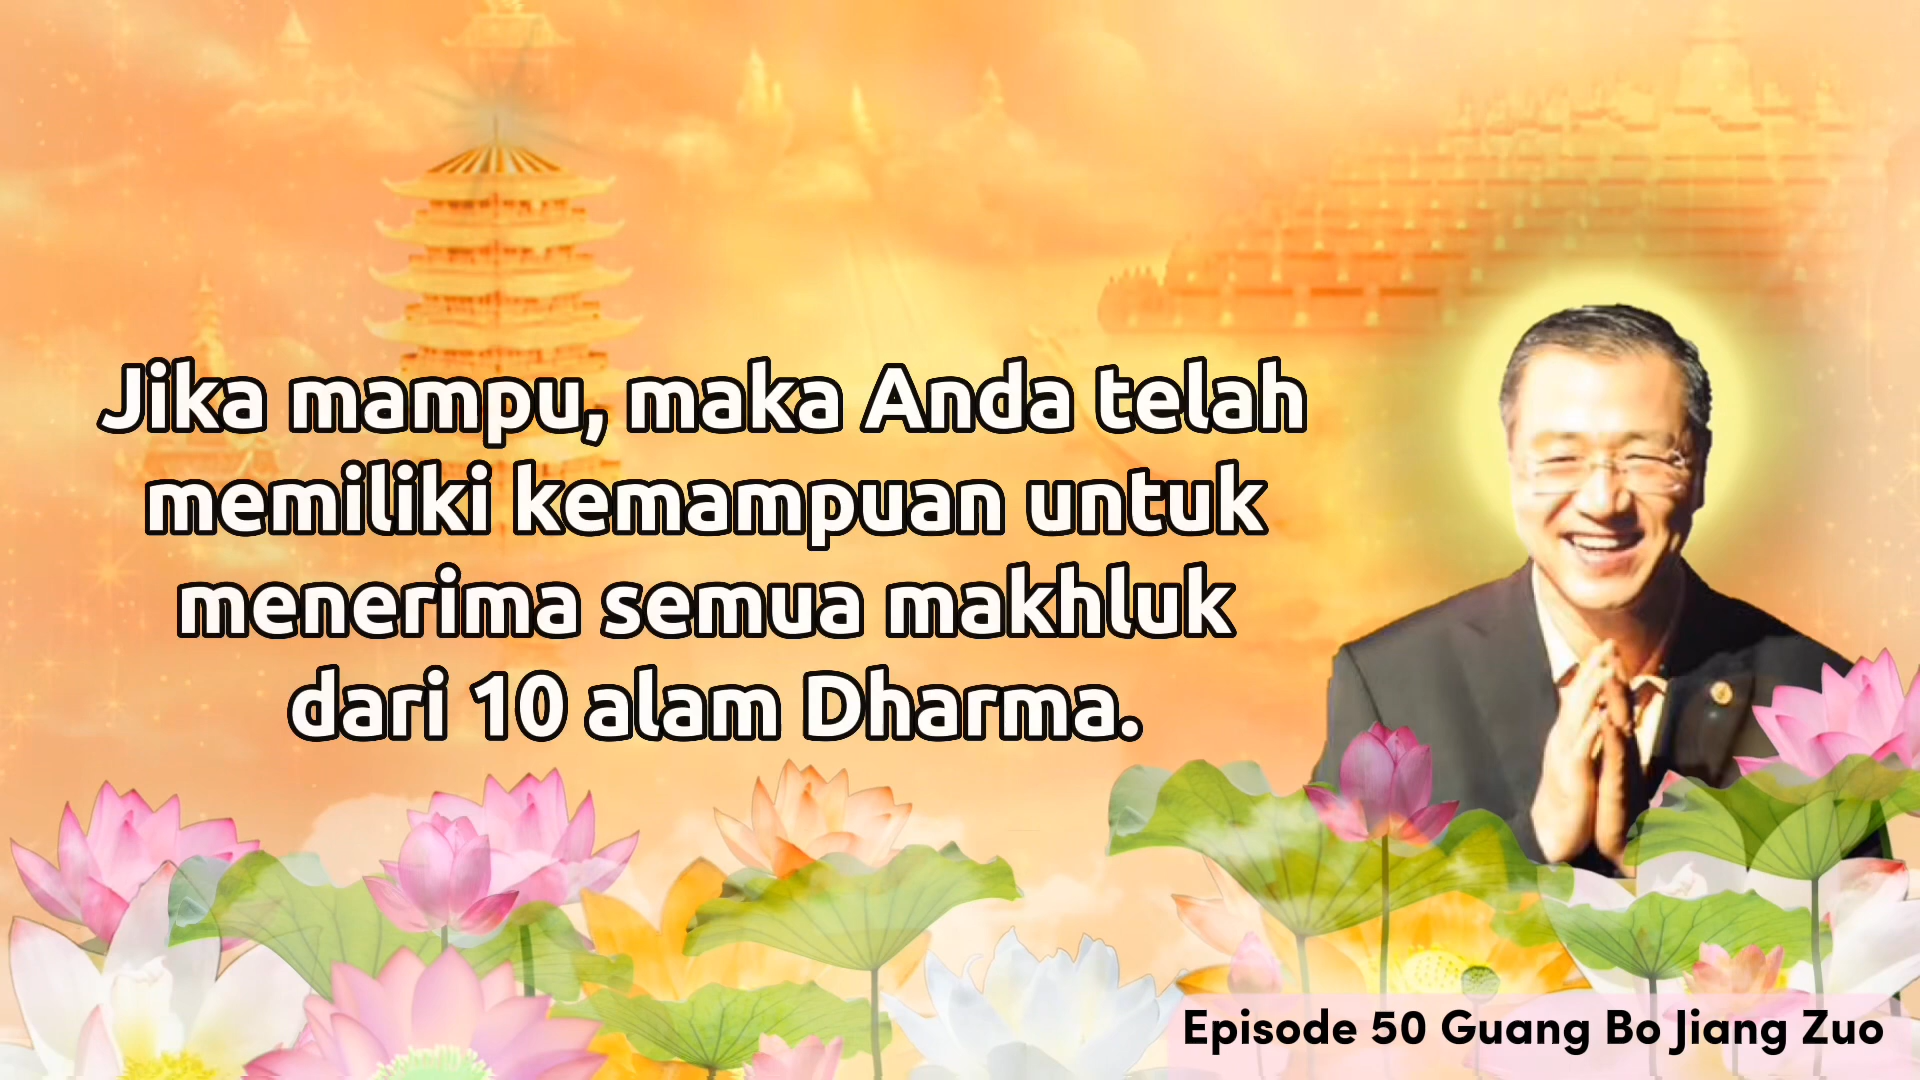 Jika mampu, maka Anda telah
memiliki kemampuan untuk
menerima semua makhluk
dari 10 alam Dharma.
Episode 50 Guang Bo Jiang Zuo